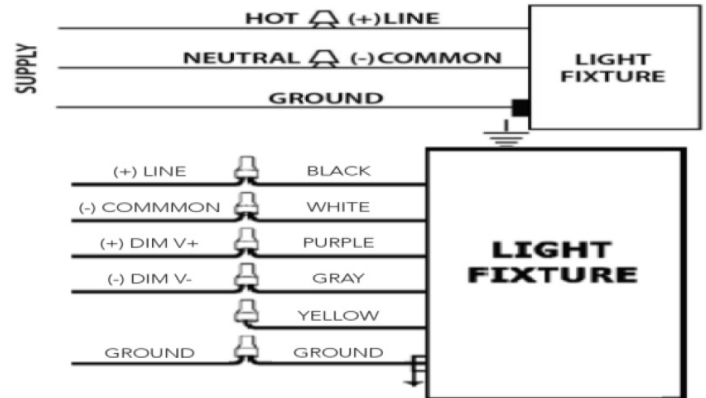 HOT (+)LINE
NEUTRAL (-)COMMON
GROUND
SUPPLY
LIGHT
FIXTURE
(+) LINE BLACK
(-) COMMMON WHITE
(+) DIM V+ PURPLE
(-) DIM V- GRAY
YELLOW
GROUND GROUND
LIGHT
FIXTURE